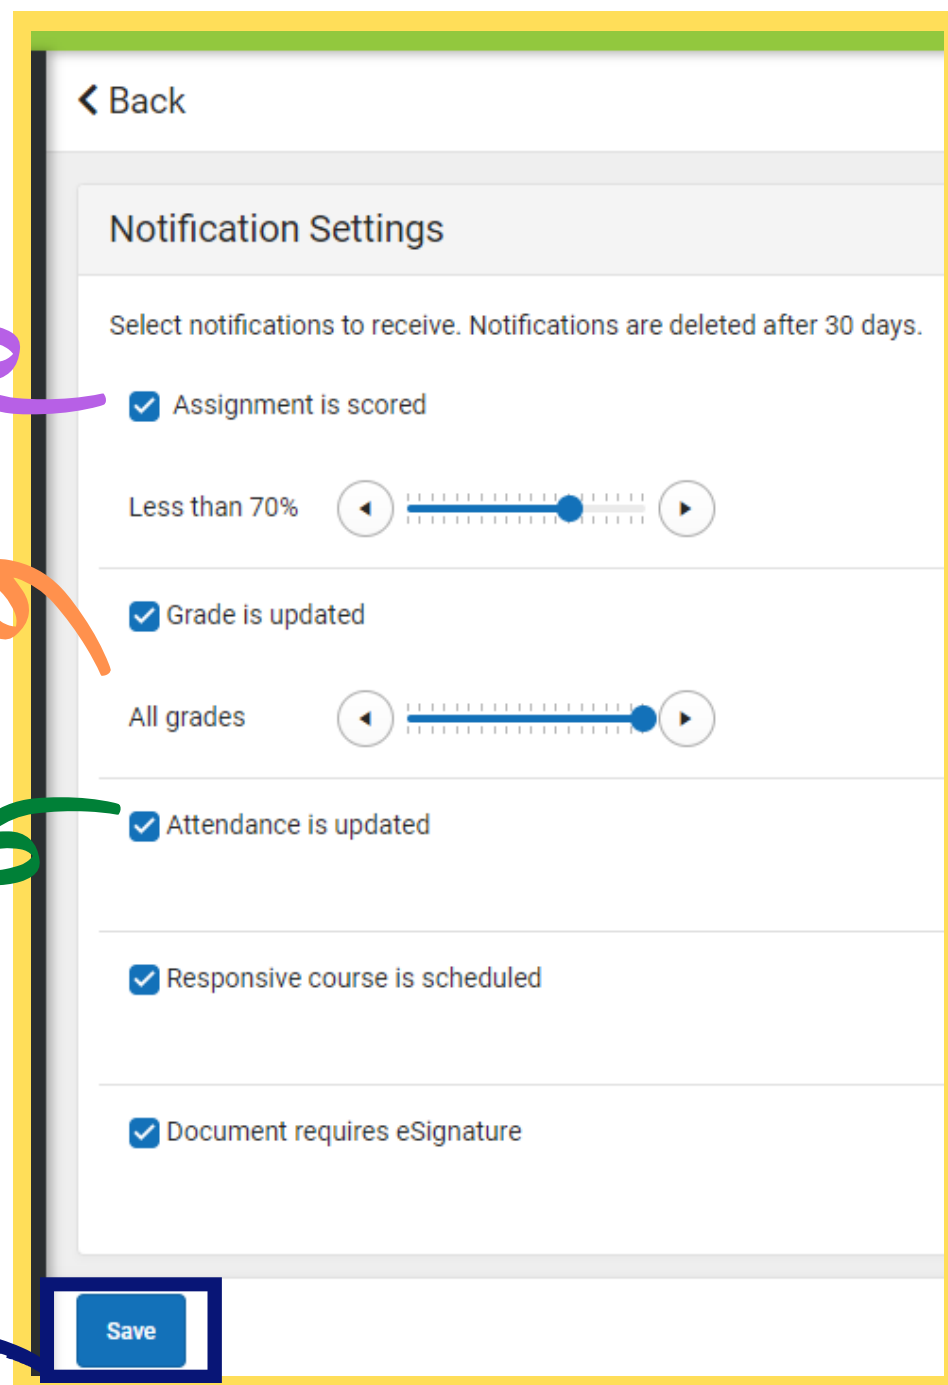 Back
Notification Settings
Select notifications to receive. Notifications are deleted after 30 days.
Assignment is scored
Less than 70%
Grade is updated
All grades
Attendance is updated
Responsive course is scheduled
Document requires eSignature
Save